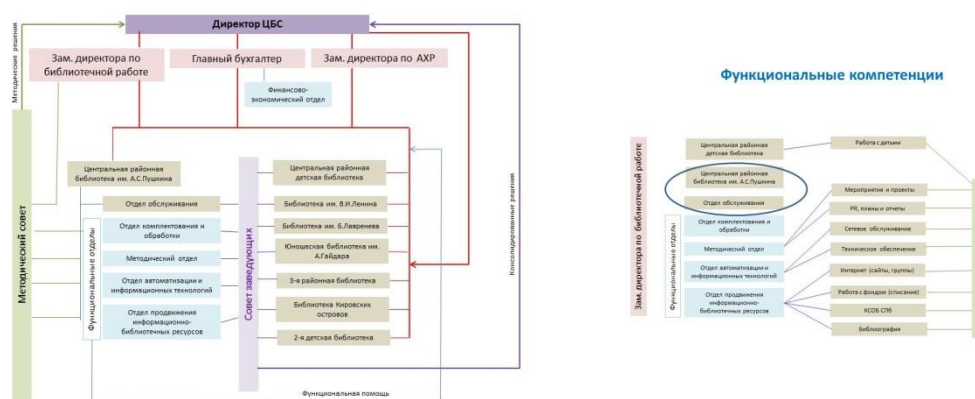 Директор ЦБС
Методические решения
Зам. директора по
библиотечной работе
Главный бухгалтер
Зам. директора по АХР
Финансово-
экономический отдел
Методический совет
Центральная районная
библиотека им. А.С.Пушкина
Отдел обслуживания
Функциональные отделы
Отдел комплектования и
обработки
Методический отдел
Отдел автоматизации и
информационных технологий
Отдел продвижения
информационно-
библиотечных ресурсов
Совет заведующих
Центральная районная
детская библиотека
Библиотека им. В.И.Ленина
Библиотека им. Б.Лавренева
Юношеская библиотека им.
А.Гайдара
3-я районная библиотека
Библиотека Кировских
островов
2-я детская библиотека
Консолидированные решения
Функциональная помощь
Функциональные компетенции
Зам. директора по библиотечной работе
Центральная районная
детская библиотека
Центральная районная
библиотека им. А.С.Пушкина
Отдел обслуживания
Функциональные отделы
Отдел комплектования и
обработки
Методический отдел
Отдел автоматизации и
информационных технологий
Отдел продвижения
информационно-
библиотечных ресурсов
Работа с детьми
Мероприятия и проекты
PR, планы и отчеты
Сетевое обслуживание
Техническое обеспечение
Интернет (сайты, группы)
Работа с фондом (списание)
КСОБ СПб
Библиография